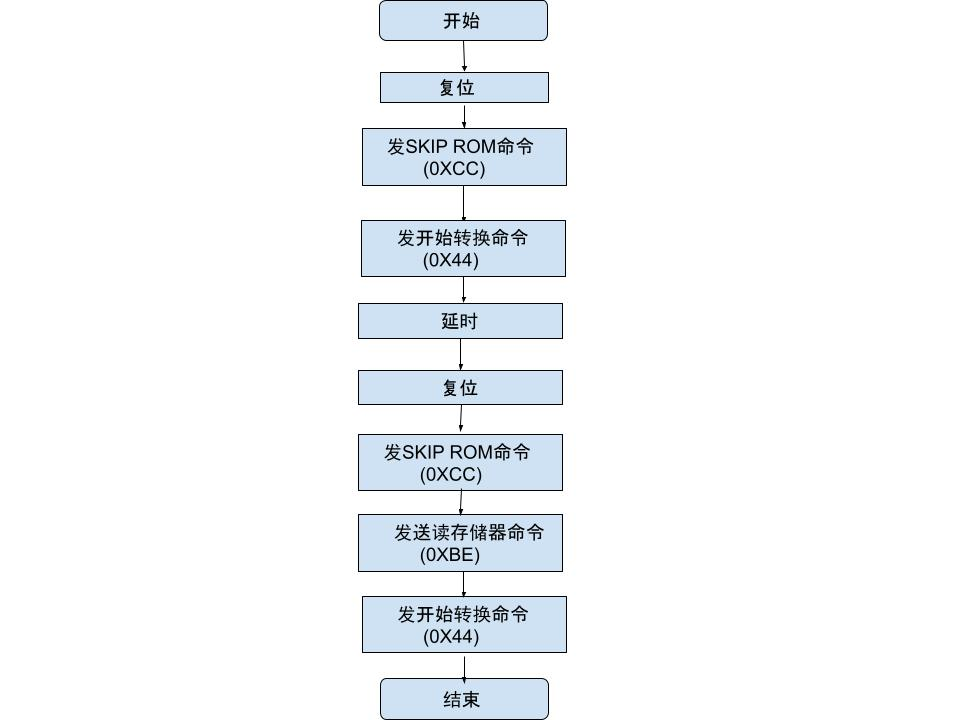 开始
复位
发SKIP ROM命令
(0XCC)
发开始转换命令
(0X44)
延时
复位
发SKIP ROM命令
(0XCC)
发送读存储器命令
(0XBE)
发开始转换命令
(0X44)
结束